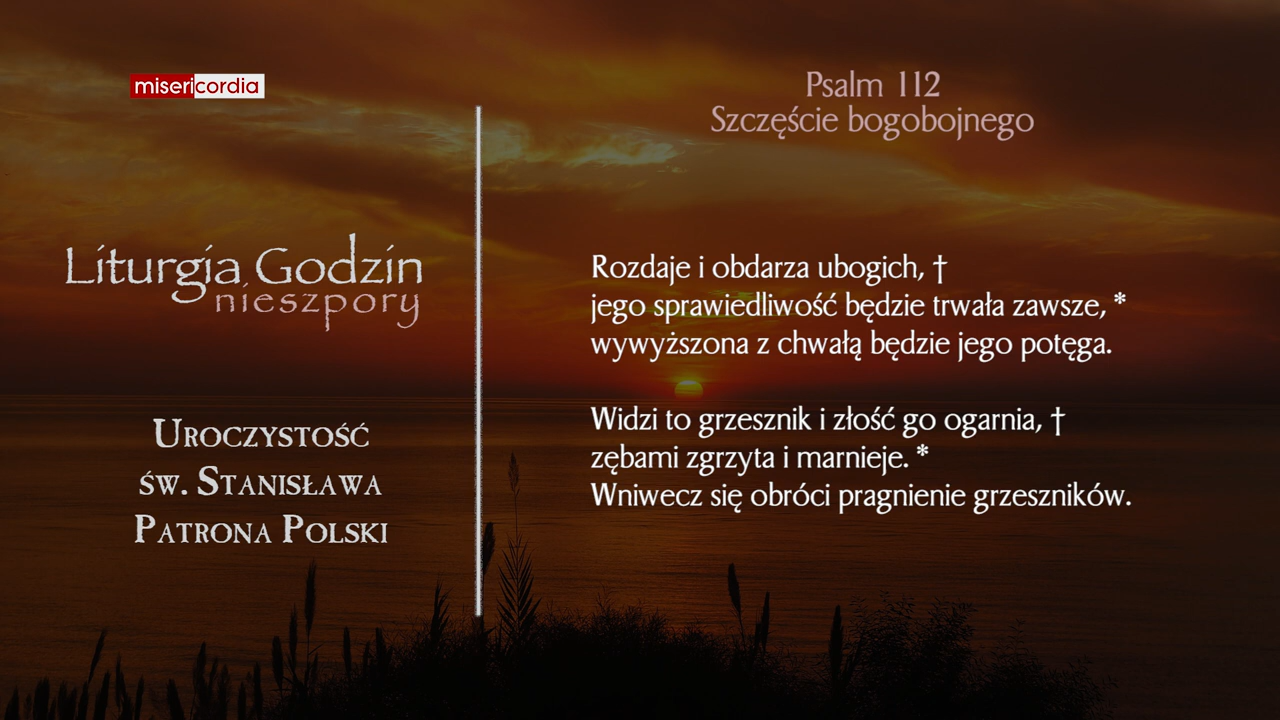 misericordia
Psalm 112
Szczęście bogobojnego
Liturgia Godzin
nieszpory
Uroczystość
św. Stanisława
Patrona Polski
Rozdaje i obdarza ubogich, †
jego sprawiedliwość będzie trwała zawsze, *
wywyższona z chwałą będzie jego potęga.
Widzi to grzesznik i złość go ogarnia, †
zębami zgrzyta i marnieje. *
Wniwecz się obróci pragnienie grzeszników.